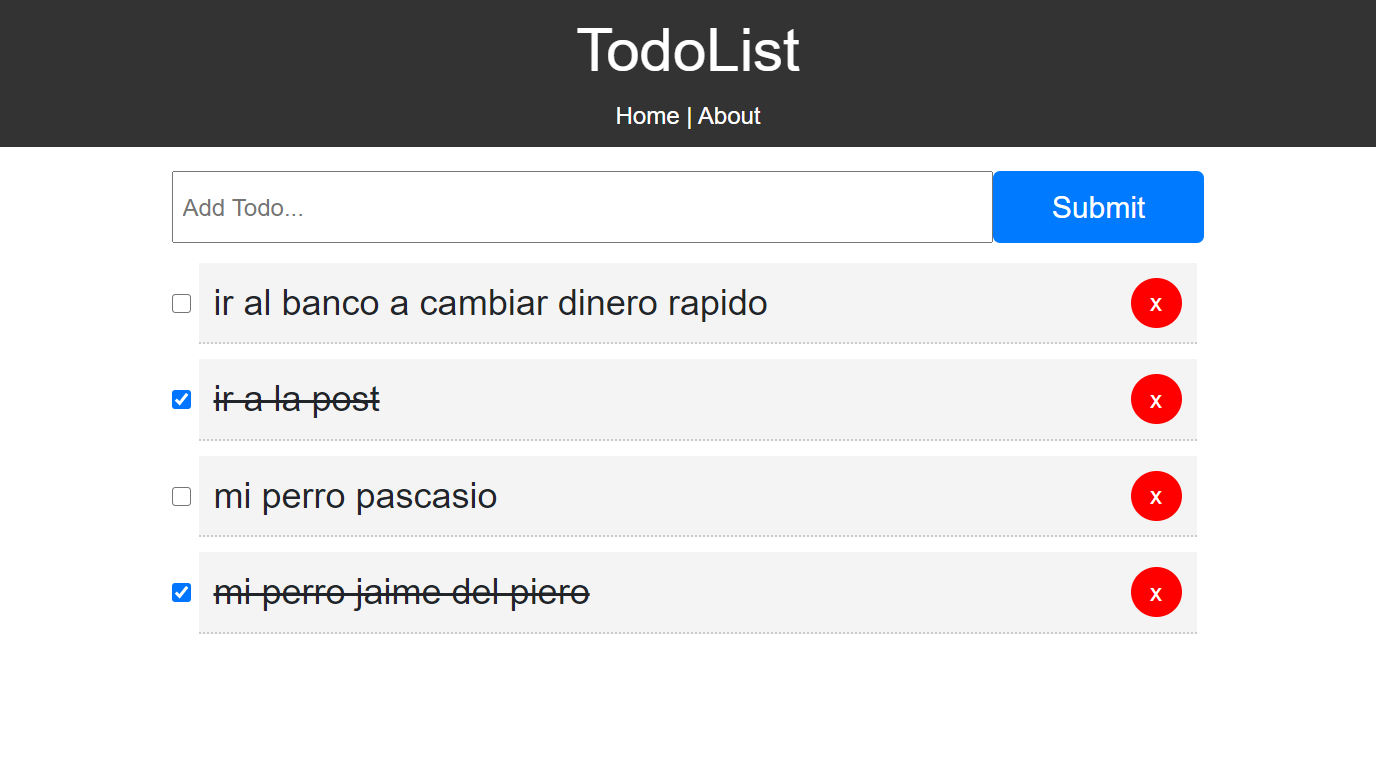 TodoList
Home | About
Add Todo...
Submit
ir al banco a cambiar dinero rapido
x
ir a la post
x
mi perro pascasio
x
mi perro jaime del piero
x